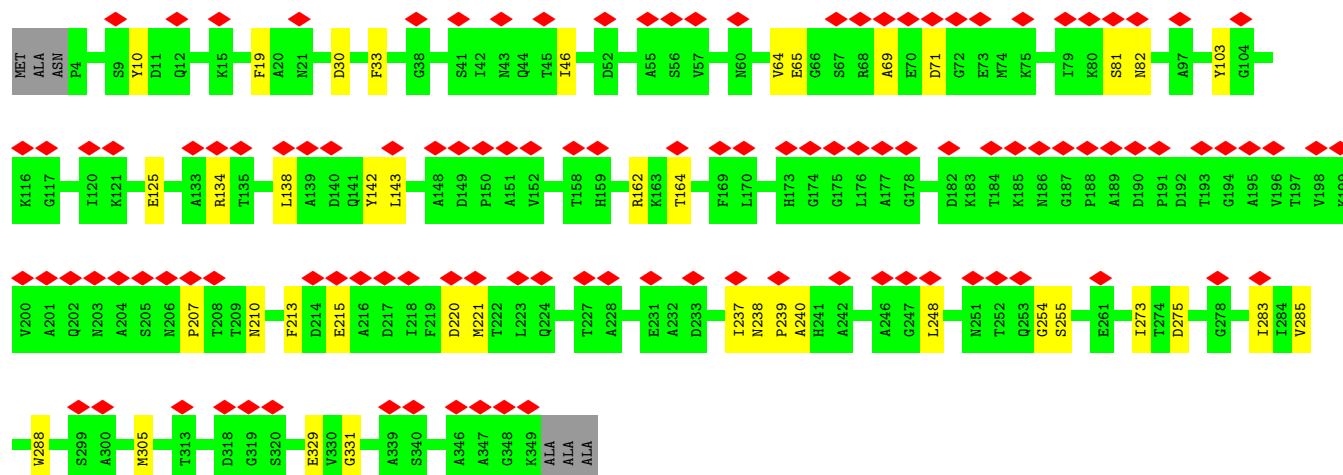 MET ALA ASN P4 S9 Y10 D11 Q12 K15 F19 A20 N21 D30 F33 G38 S41 I42 N43 Q44 T45 I46 D52 A55 S56 V57 N60 V64 E65 G66 S67 R68 A69 E70 D71 G72 E73 M74 K75 I79 K80 S81 N82 A97 Y103 G104
K116 G117 I120 K121 E125 A133 R134 T135 L138 A139 D140 Q141 Y142 L143 A148 D149 P150 A151 V152 T158 H159 R162 K163 T164 F169 L170 H173 G174 G175 L176 A177 G178 D182 K183 T184 K185 N186 G187 P188 A189 D190 P191 D192 T193 G194 A195 V196 T197 V198 K199
V200 A201 Q202 N203 A204 S205 N206 P207 T208 T209 N210 F213 D214 E215 A216 D217 I218 F219 D220 M221 T222 L223 Q224 T227 A228 E231 A232 D233 I237 N238 P239 A240 H241 A242 A246 G247 L248 N251 T252 Q253 G254 S255 E261 I273 T274 D275 G278 I283 I284 V285
W288 S299 A300 M305 T313 D318 G319 S320 E329 V330 G331 A339 S340 A346 A347 G348 K349 ALA ALA ALA